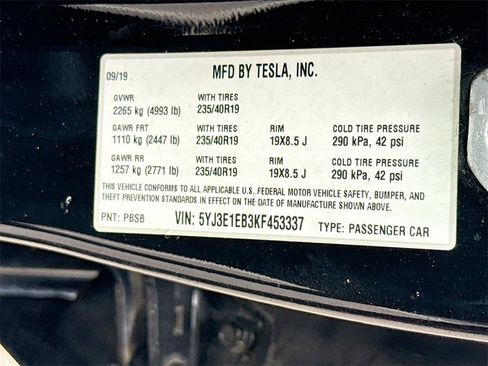 09/19 MFD BY TESLA, INC.
GVWR WITH TIRES
2265 kg (4993 lb) 235/40R19
GAWR FRT WITH TIRES RIM COLD TIRE PRESSURE
1110 kg (2447 lb) 235/40R19 19X8.5 J 290 kPa, 42 psi
GAWR RR WITH TIRES RIM COLD TIRE PRESSURE
1257 kg (2771 lb) 235/40R19 19X8.5 J 290 kPa, 42 psi
THIS VEHICLE CONFORMS TO ALL APPLICABLE U.S. FEDERAL MOTOR VEHICLE SAFETY, BUMPER, AND
THEFT PREVENTION STANDARDS IN EFFECT ON THE DATE OF MANUFACTURE SHOWN ABOVE.
PNT: PBSB VIN: 5YJ3E1EB3KF453337 TYPE: PASSENGER CAR